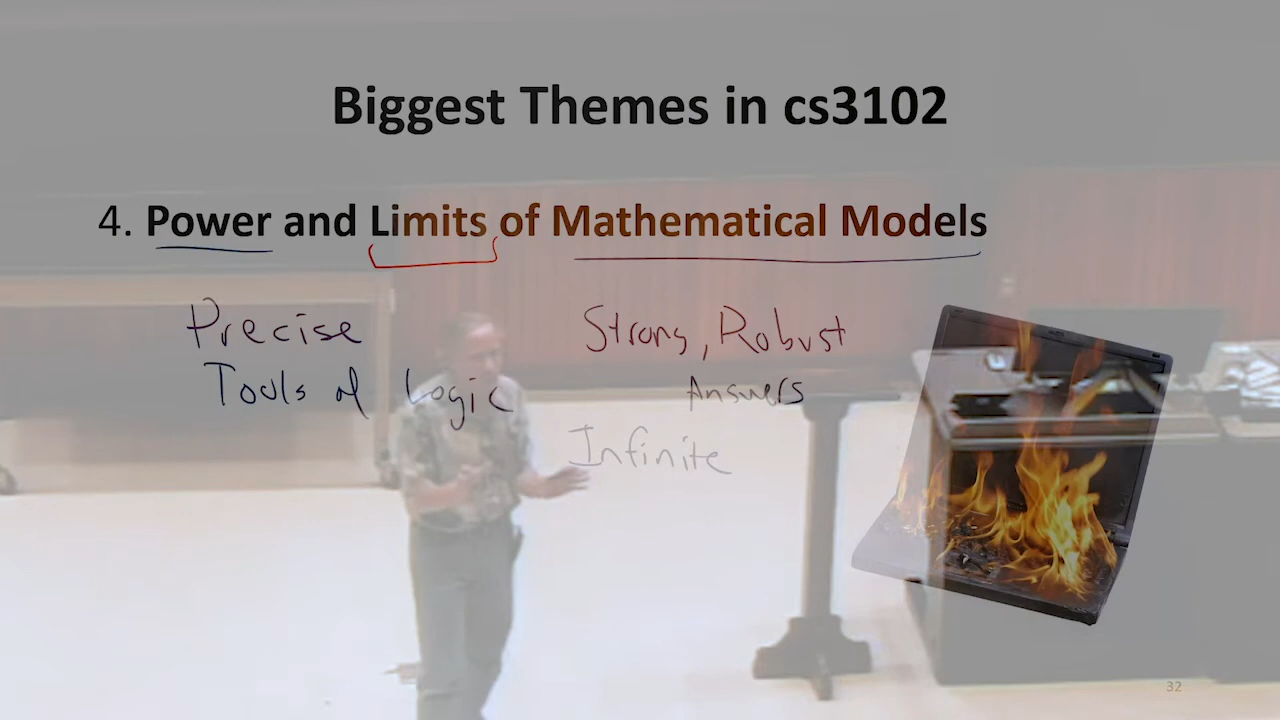 Biggest Themes in cs3102
4. Power and Limits of Mathematical Models
Precise
Strong, Robust
Tools of Logic
Answers
Infinite
32